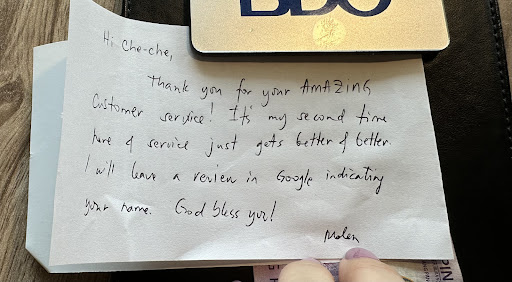 BDO
Hi Che-che,
Thank you for your AMAZING
Customer service! It's my second time
here & service just gets better & better.
I will leave a review in Google indicating
your name. God bless you!